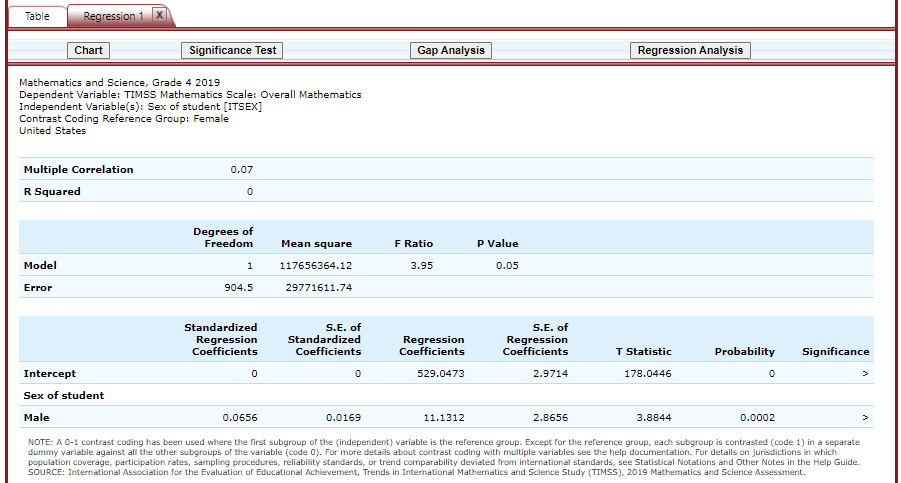 Table Regression 1 X
Chart Significance Test Gap Analysis Regression Analysis
Mathematics and Science, Grade 4 2019
Dependent Variable: TIMSS Mathematics Scale: Overall Mathematics
Independent Variable(s): Sex of student [ITSEX]
Contrast Coding Reference Group: Female
United States
Multiple Correlation 0.07
R Squared 0
Degrees of
Freedom Mean square F Ratio P Value
Model 1 117656364.12 3.95 0.05
Error 904.5 29771611.74
Standardized S.E. of S.E. of
Regression Standardized Regression Regression
Coefficients Coefficients Coefficients Coefficients T Statistic Probability Significance
Intercept 0 0 529.0473 2.9714 178.0446 0 >
Sex of student
Male 0.0656 0.0169 11.1312 2.8656 3.8844 0.0002 >
NOTE: A 0-1 contrast coding has been used where the first subgroup of the (independent) variable is the reference group. Except for the reference group, each subgroup is contrasted (code 1) in a separate
dummy variable against all the other subgroups of the variable (code 0). For more details about contrast coding with multiple variables see the help documentation. For details on jurisdictions in which
population coverage, participation rates, sampling procedures, reliability standards, or trend comparability deviated from international standards, see Statistical Notations and Other Notes in the Help Guide.
SOURCE: International Association for the Evaluation of Educational Achievement, Trends in International Mathematics and Science Study (TIMSS), 2019 Mathematics and Science Assessment.